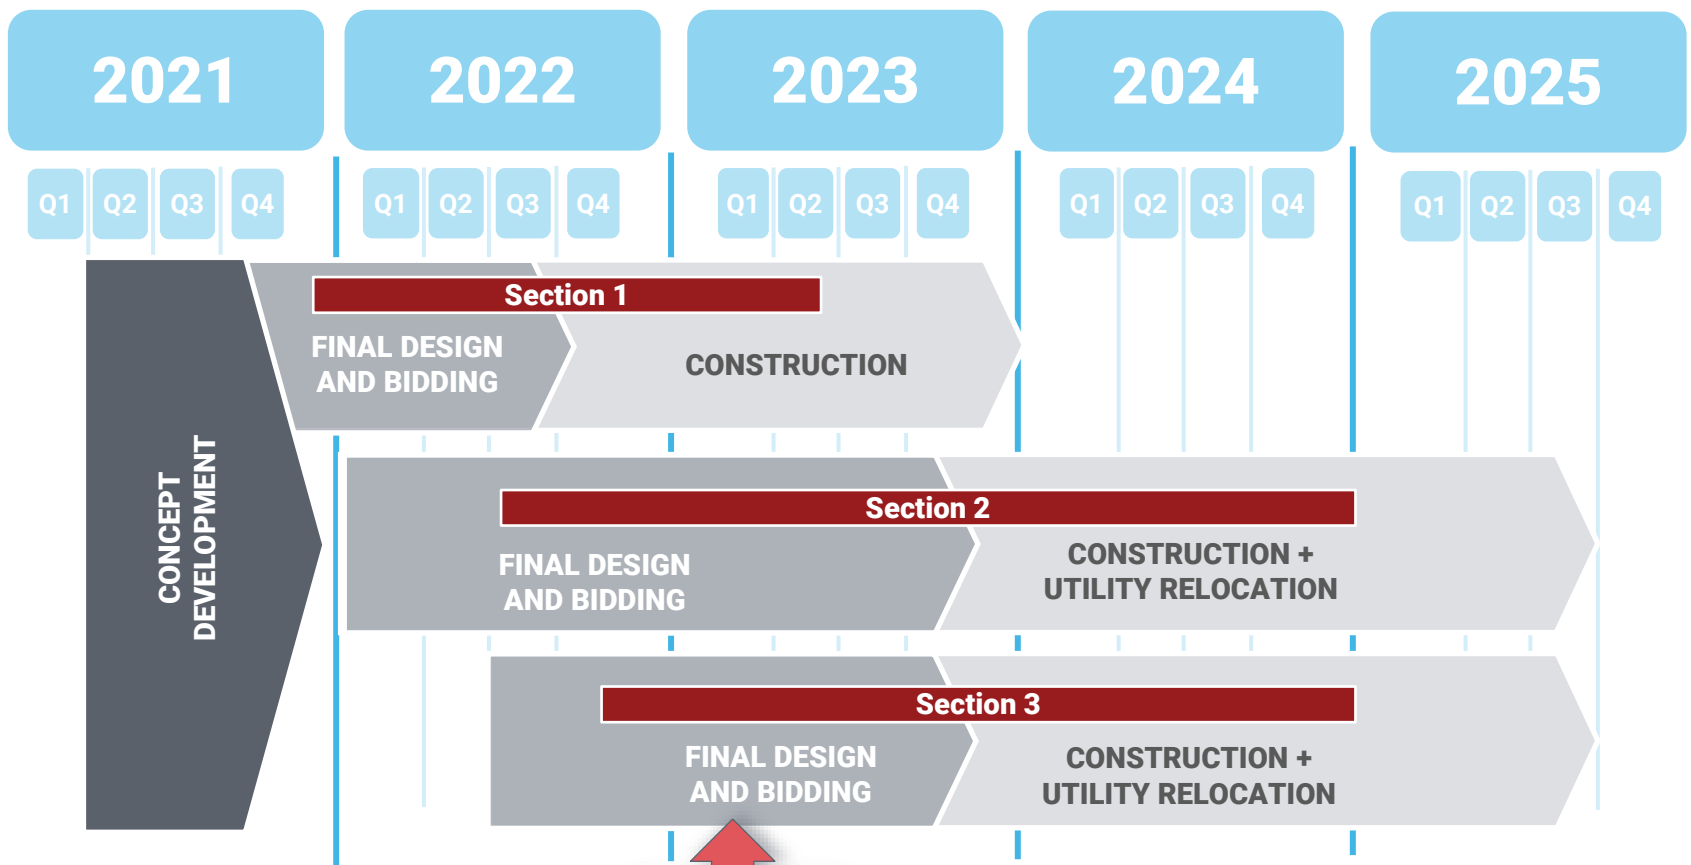 2021
2022
2023
2024
2025
Q1 Q2 Q3 Q4
Q1 Q2 Q3 Q4
Q1 Q2 Q3 Q4
Q1 Q2 Q3 Q4
Q1 Q2 Q3 Q4
CONCEPT
DEVELOPMENT
Section 1
FINAL DESIGN
AND BIDDING
CONSTRUCTION
Section 2
FINAL DESIGN
AND BIDDING
CONSTRUCTION +
UTILITY RELOCATION
Section 3
FINAL DESIGN
AND BIDDING
CONSTRUCTION +
UTILITY RELOCATION